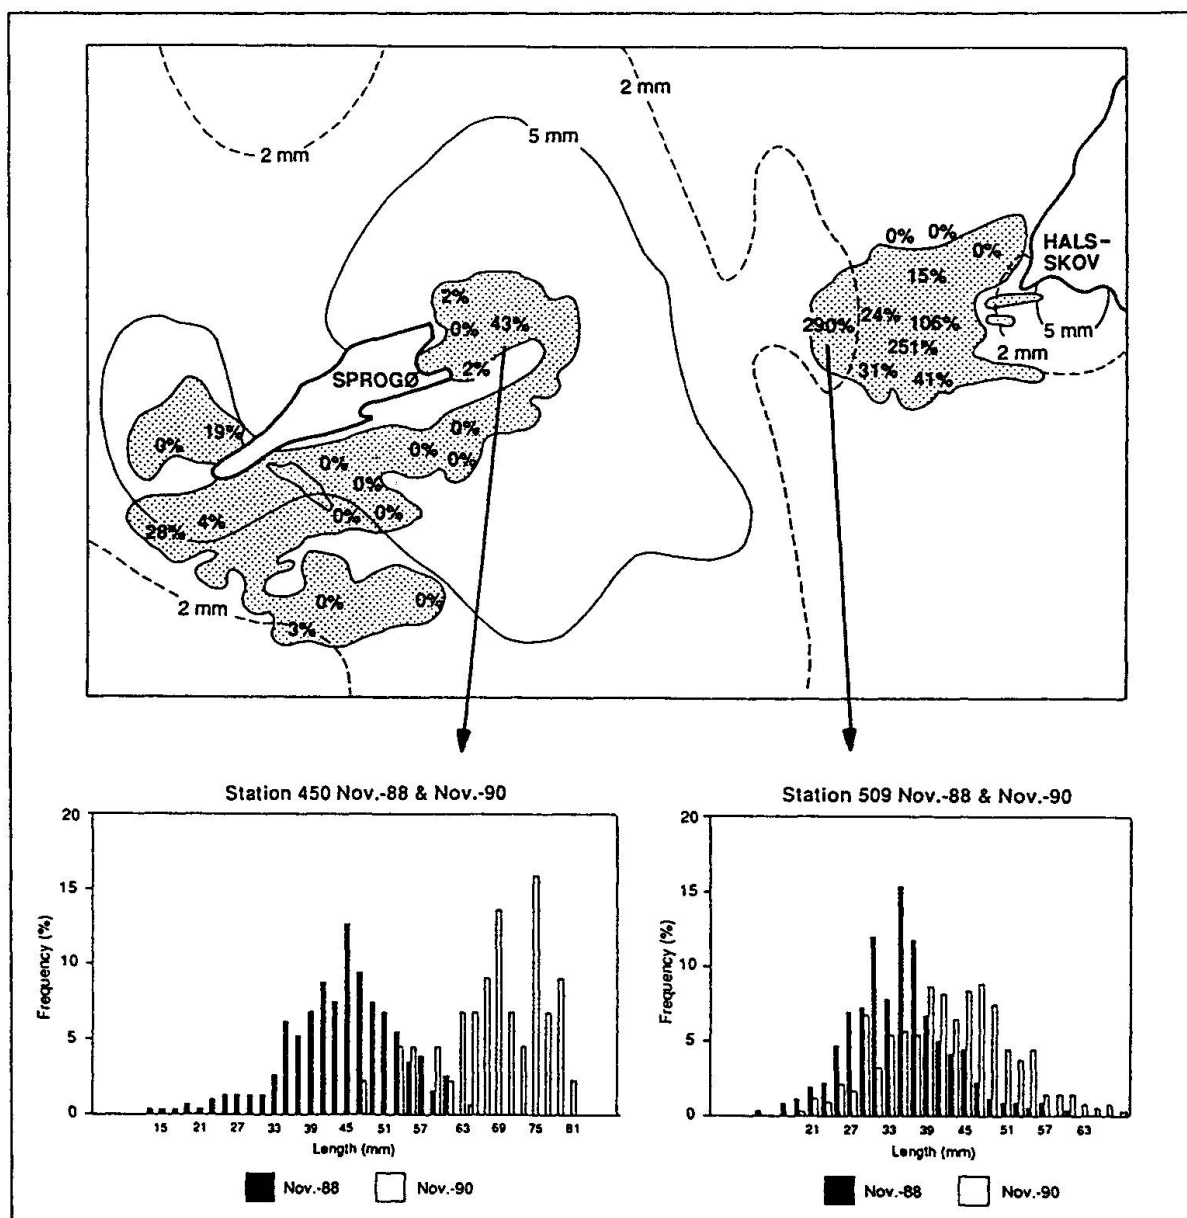 2 mm
2 mm
5 mm
HALS-
SKOV
0%
0%
0%
15%
24%
106%
290%
251%
31%
41%
5 mm
2 mm
2%
0%
43%
2%
SPROGØ
19%
0%
0%
0%
0%
0%
0%
0%
0%
4%
28%
2 mm
0%
0%
3%
Station 450 Nov.-88 & Nov.-90
Frequency (%)
20
15
10
5
0
15 21 27 33 39 45 51 57 63 69 75 81
Length (mm)
Nov.-88 Nov.-90
Station 509 Nov.-88 & Nov.-90
Frequency (%)
20
15
10
5
0
21 27 33 39 45 51 57 63
Length (mm)
Nov.-88 Nov.-90